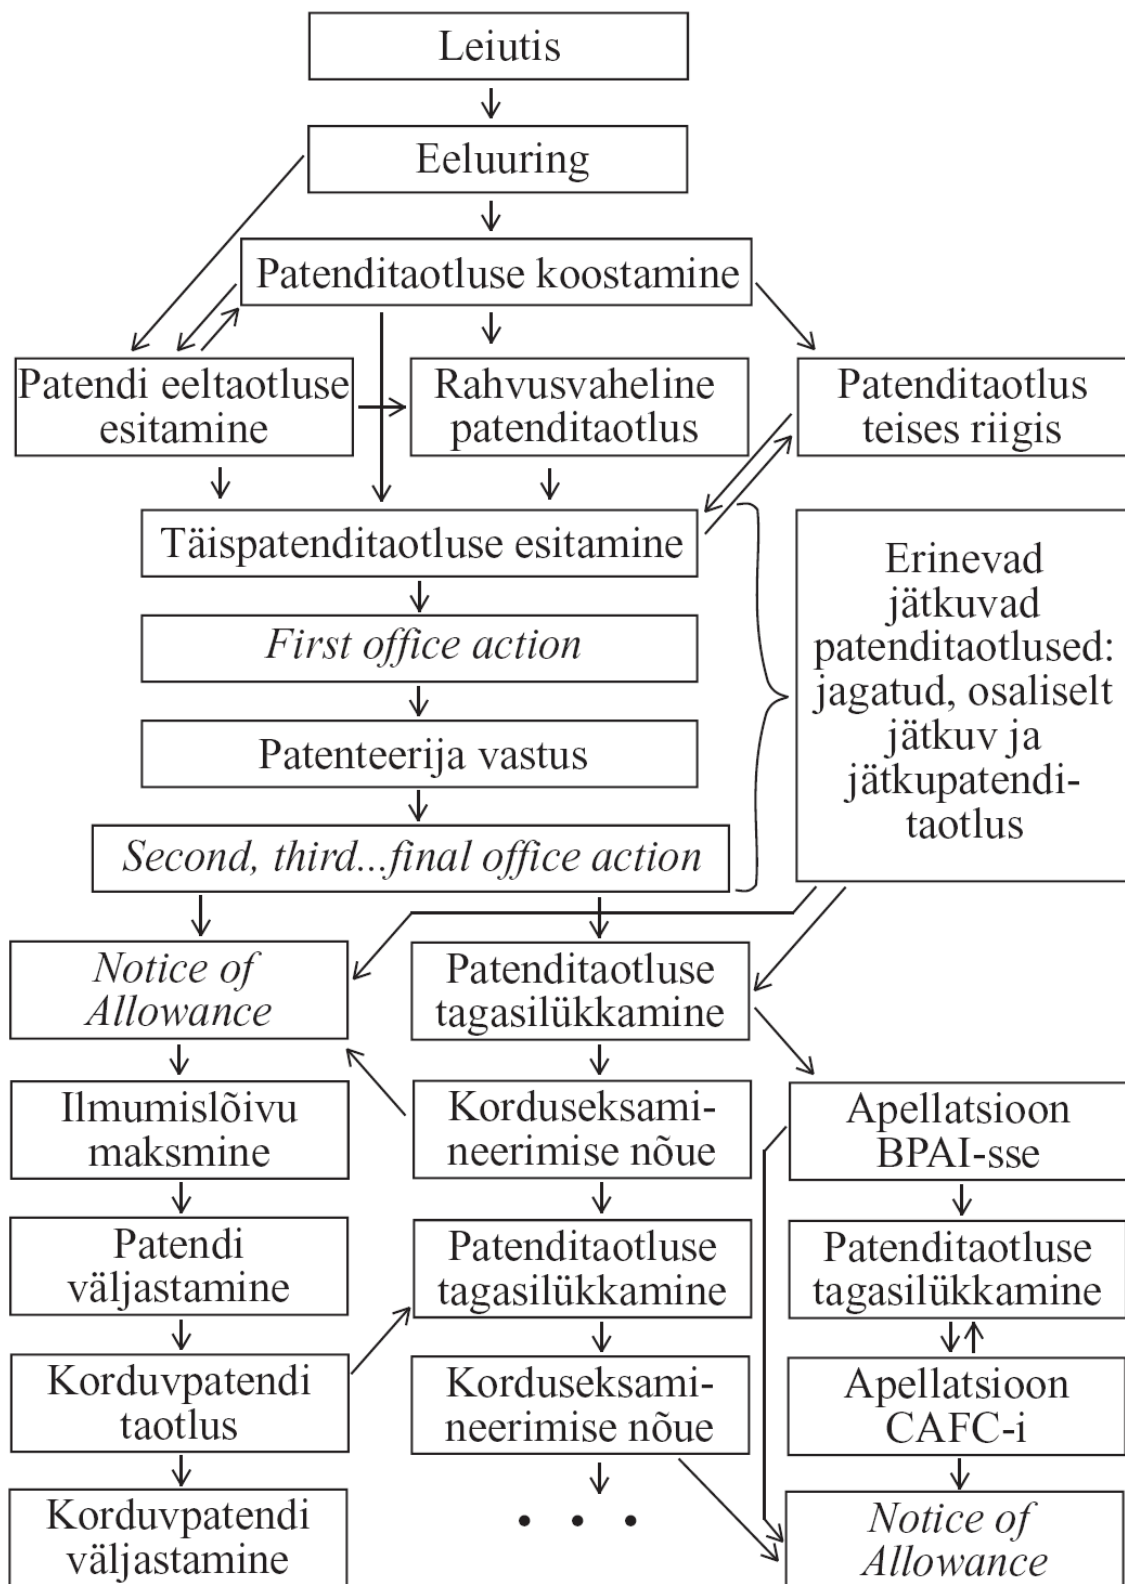 Leiutis
Eeluuring
Patenditaotluse koostamine
Patendi eeltaotluse
esitamine
Rahvusvaheline
patenditaotlus
Patenditaotlus
teises riigis
Täispatenditaotluse esitamine
First office action
Patenteerija vastus
Second, third...final office action
Erinevad
jätkuvad
patenditaotlused:
jagatud, osaliselt
jätkuv ja
jätkupatendi-
taotlus
Notice of
Allowance
Patenditaotluse
tagasilükkamine
Ilmumislõivu
maksmine
Korduseksami-
neerimise nõue
Apellatsioon
BPAI-sse
Patendi
väljastamine
Patenditaotluse
tagasilükkamine
Patenditaotluse
tagasilükkamine
Korduvpatendi
taotlus
Korduseksami-
neerimise nõue
Apellatsioon
CAFC-i
Korduvpatendi
väljastamine
• • •
Notice of
Allowance